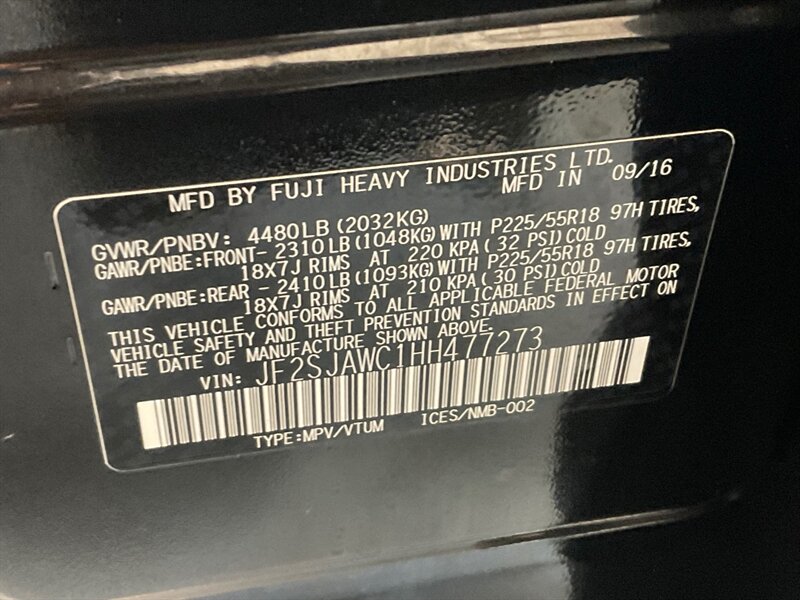 MFD BY FUJI HEAVY INDUSTRIES LTD.
MFD IN 09/16
GVWR/PNBV: 4480LB(2032KG)
GAWR/PNBE:FRONT- 2310LB(1048KG)WITH P225/55R18 97H TIRES,
18X7J RIMS AT 220 KPA(32 PSI)COLD
GAWR/PNBE:REAR - 2410LB(1093KG)WITH P225/55R18 97H TIRES,
18X7J RIMS AT 210 KPA(30 PSI)COLD
THIS VEHICLE CONFORMS TO ALL APPLICABLE FEDERAL MOTOR
VEHICLE SAFETY AND THEFT PREVENTION STANDARDS IN EFFECT ON
THE DATE OF MANUFACTURE SHOWN ABOVE.
VIN: JF2SJAWC1HH477273
TYPE:MPV/VTUM ICES/NMB-002